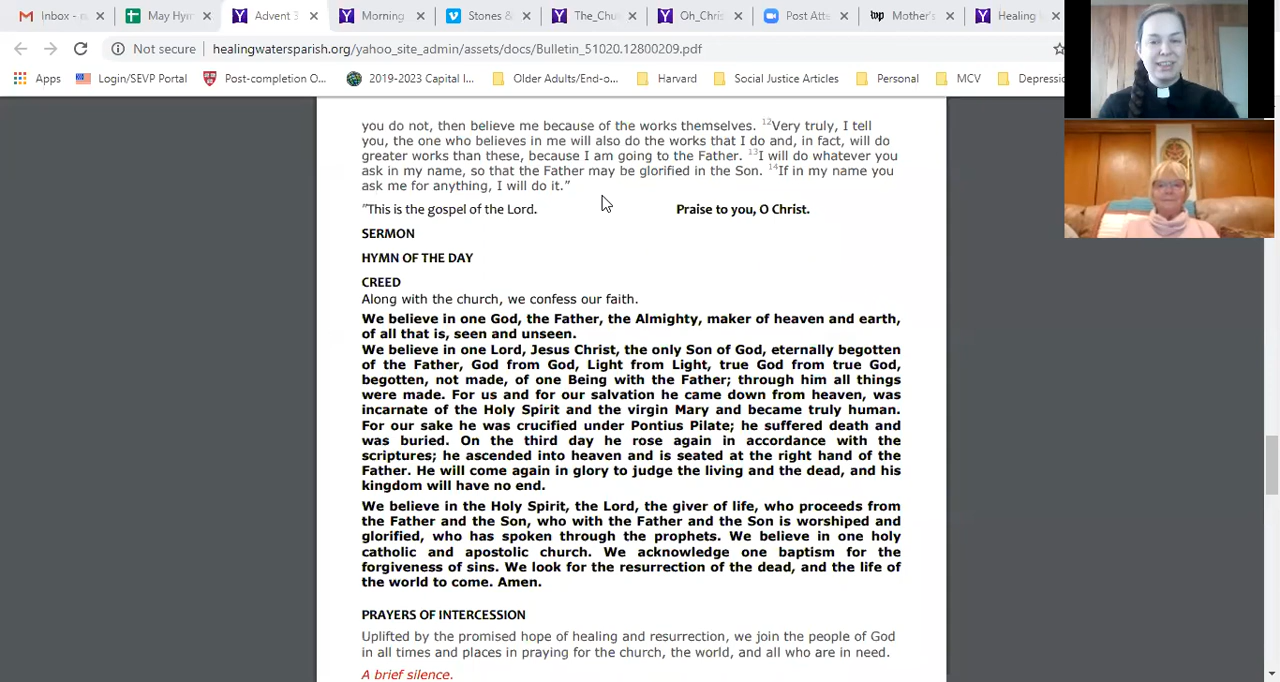 Inbox - n
May Hym
Advent 3
Morning
Stones &
The_Chu
Oh_Chris
Post Atte
wp
Mother's
Healing
Not secure
healingwatersparish.org/yahoo_site_admin/assets/docs/Bulletin_51020.12800209.pdf
Apps
Login/SEVP Portal
Post-completion O...
2019-2023 Capital I...
Older Adults/End-o...
Harvard
Social Justice Articles
Personal
MCV
Depressio
you do not, then believe me because of the works themselves. 12Very truly, I tell
you, the one who believes in me will also do the works that I do and, in fact, will do
greater works than these, because I am going to the Father. 13I will do whatever you
ask in my name, so that the Father may be glorified in the Son. 14If in my name you
ask me for anything, I will do it.”
“This is the gospel of the Lord. Praise to you, O Christ.
SERMON
HYMN OF THE DAY
CREED
Along with the church, we confess our faith.
We believe in one God, the Father, the Almighty, maker of heaven and earth,
of all that is, seen and unseen.
We believe in one Lord, Jesus Christ, the only Son of God, eternally begotten
of the Father, God from God, Light from Light, true God from true God,
begotten, not made, of one Being with the Father; through him all things
were made. For us and for our salvation he came down from heaven, was
incarnate of the Holy Spirit and the virgin Mary and became truly human.
For our sake he was crucified under Pontius Pilate; he suffered death and
was buried. On the third day he rose again in accordance with the
scriptures; he ascended into heaven and is seated at the right hand of the
Father. He will come again in glory to judge the living and the dead, and his
kingdom will have no end.
We believe in the Holy Spirit, the Lord, the giver of life, who proceeds from
the Father and the Son, who with the Father and the Son is worshiped and
glorified, who has spoken through the prophets. We believe in one holy
catholic and apostolic church. We acknowledge one baptism for the
forgiveness of sins. We look for the resurrection of the dead, and the life of
the world to come. Amen.
PRAYERS OF INTERCESSION
Uplifted by the promised hope of healing and resurrection, we join the people of God
in all times and places in praying for the church, the world, and all who are in need.
A brief silence.